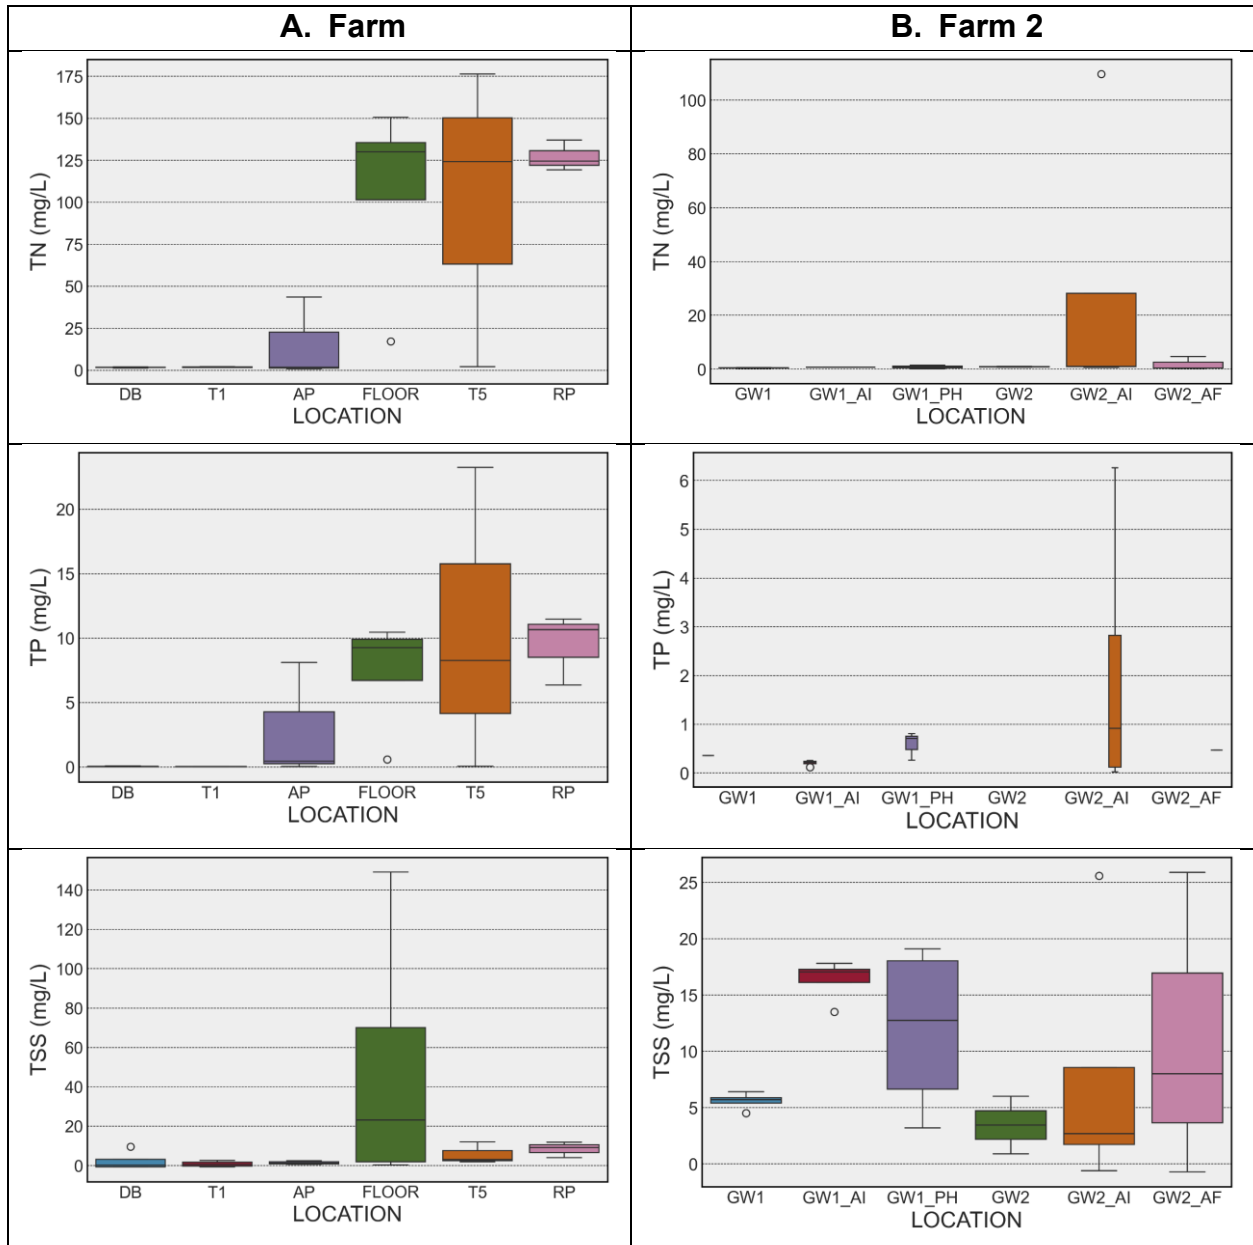 A. Farm
B. Farm 2
175
150
125
100
75
50
25
0
TN (mg/L)
DB T1 AP FLOOR T5 RP
LOCATION
100
80
60
40
20
0
TN (mg/L)
GW1 GW1_AI GW1_PH GW2 GW2_AI GW2_AF
LOCATION
20
15
10
5
0
TP (mg/L)
DB T1 AP FLOOR T5 RP
LOCATION
6
5
4
3
2
1
0
TP (mg/L)
GW1 GW1_AI GW1_PH GW2 GW2_AI GW2_AF
LOCATION
140
120
100
80
60
40
20
0
TSS (mg/L)
DB T1 AP FLOOR T5 RP
LOCATION
25
20
15
10
5
0
TSS (mg/L)
GW1 GW1_AI GW1_PH GW2 GW2_AI GW2_AF
LOCATION